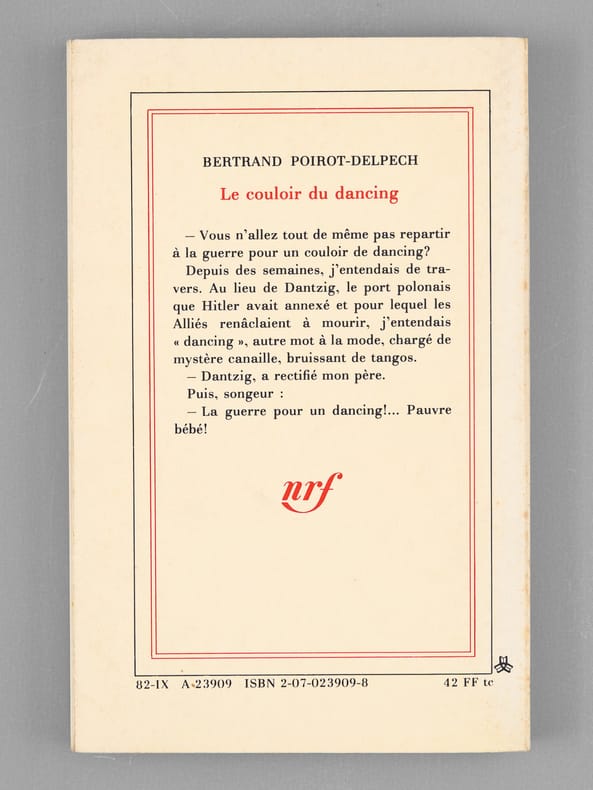 BERTRAND POIROT-DELPECH
Le couloir du dancing
— Vous n'allez tout de même pas repartir
à la guerre pour un couloir de dancing?
Depuis des semaines, j'entendais de tra-
vers. Au lieu de Dantzig, le port polonais
que Hitler avait annexé et pour lequel les
Alliés renâclaient à mourir, j'entendais
« dancing », autre mot à la mode, chargé de
mystère canaille, bruissant de tangos.
— Dantzig, a rectifié mon père.
Puis, songeur :
— La guerre pour un dancing!... Pauvre
bébé!
nrf
82-IX A 23909 ISBN 2-07-023909-8 42 FF tc